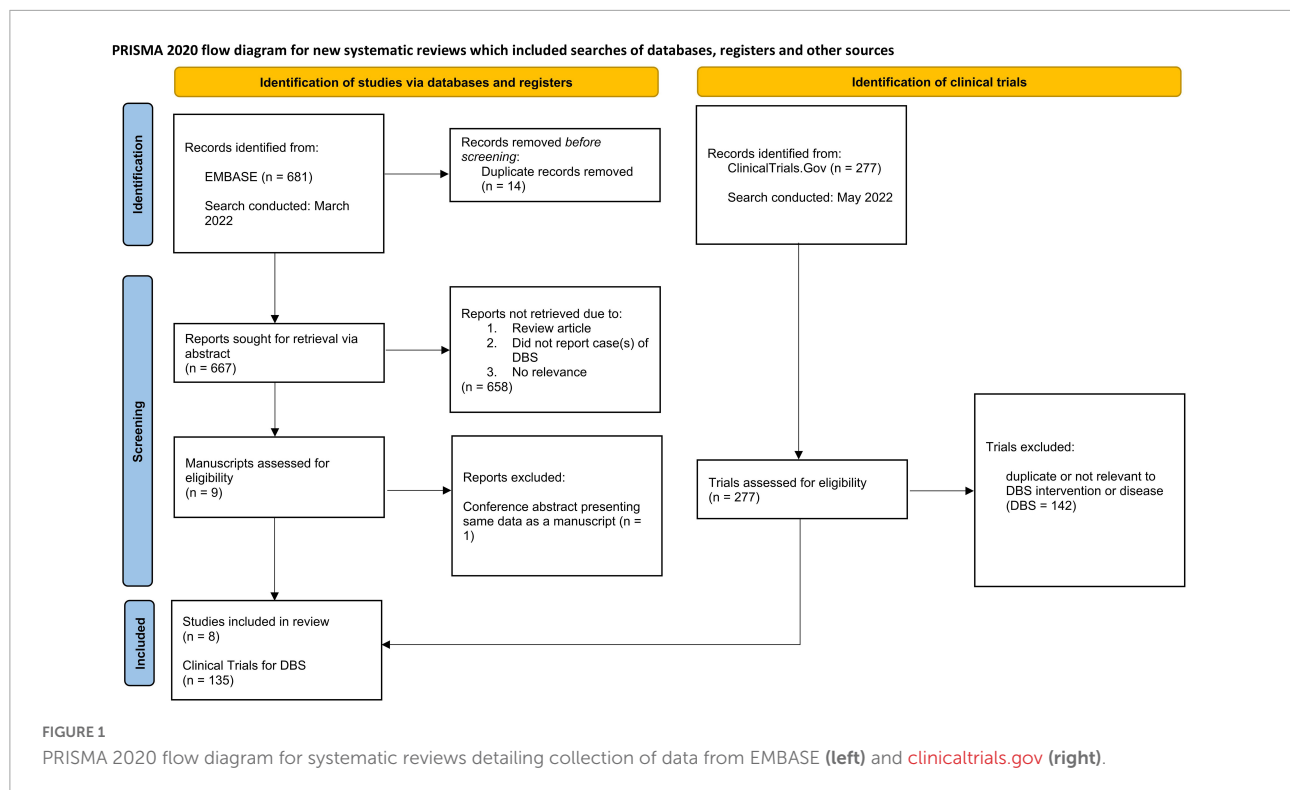 PRISMA 2020 flow diagram for new systematic reviews which included searches of databases, registers and other sources
Identification of studies via databases and registers
Identification of clinical trials
Identification
Records identified from:
EMBASE (n = 681)
Search conducted: March
2022
Records removed before
screening:
Duplicate records removed
(n = 14)
Records identified from:
ClinicalTrials.Gov (n = 277)
Search conducted: May 2022
Screening
Reports sought for retrieval via
abstract
(n = 667)
Reports not retrieved due to:
1. Review article
2. Did not report case(s) of
DBS
3. No relevance
(n = 658)
Manuscripts assessed for
eligibility
(n = 9)
Reports excluded:
Conference abstract presenting
same data as a manuscript (n =
1)
Trials assessed for eligibility
(n = 277)
Trials excluded:
duplicate or not relevant to
DBS intervention or disease
(DBS = 142)
Included
Studies included in review
(n = 8)
Clinical Trials for DBS
(n = 135)
FIGURE 1
PRISMA 2020 flow diagram for systematic reviews detailing collection of data from EMBASE (left) and clinicaltrials.gov (right).